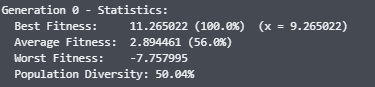 Generation 0 - Statistics:
Best Fitness: 11.265022 (100.0%) (x = 9.265022)
Average Fitness: 2.894461 (56.0%)
Worst Fitness: -7.757995
Population Diversity: 50.04%